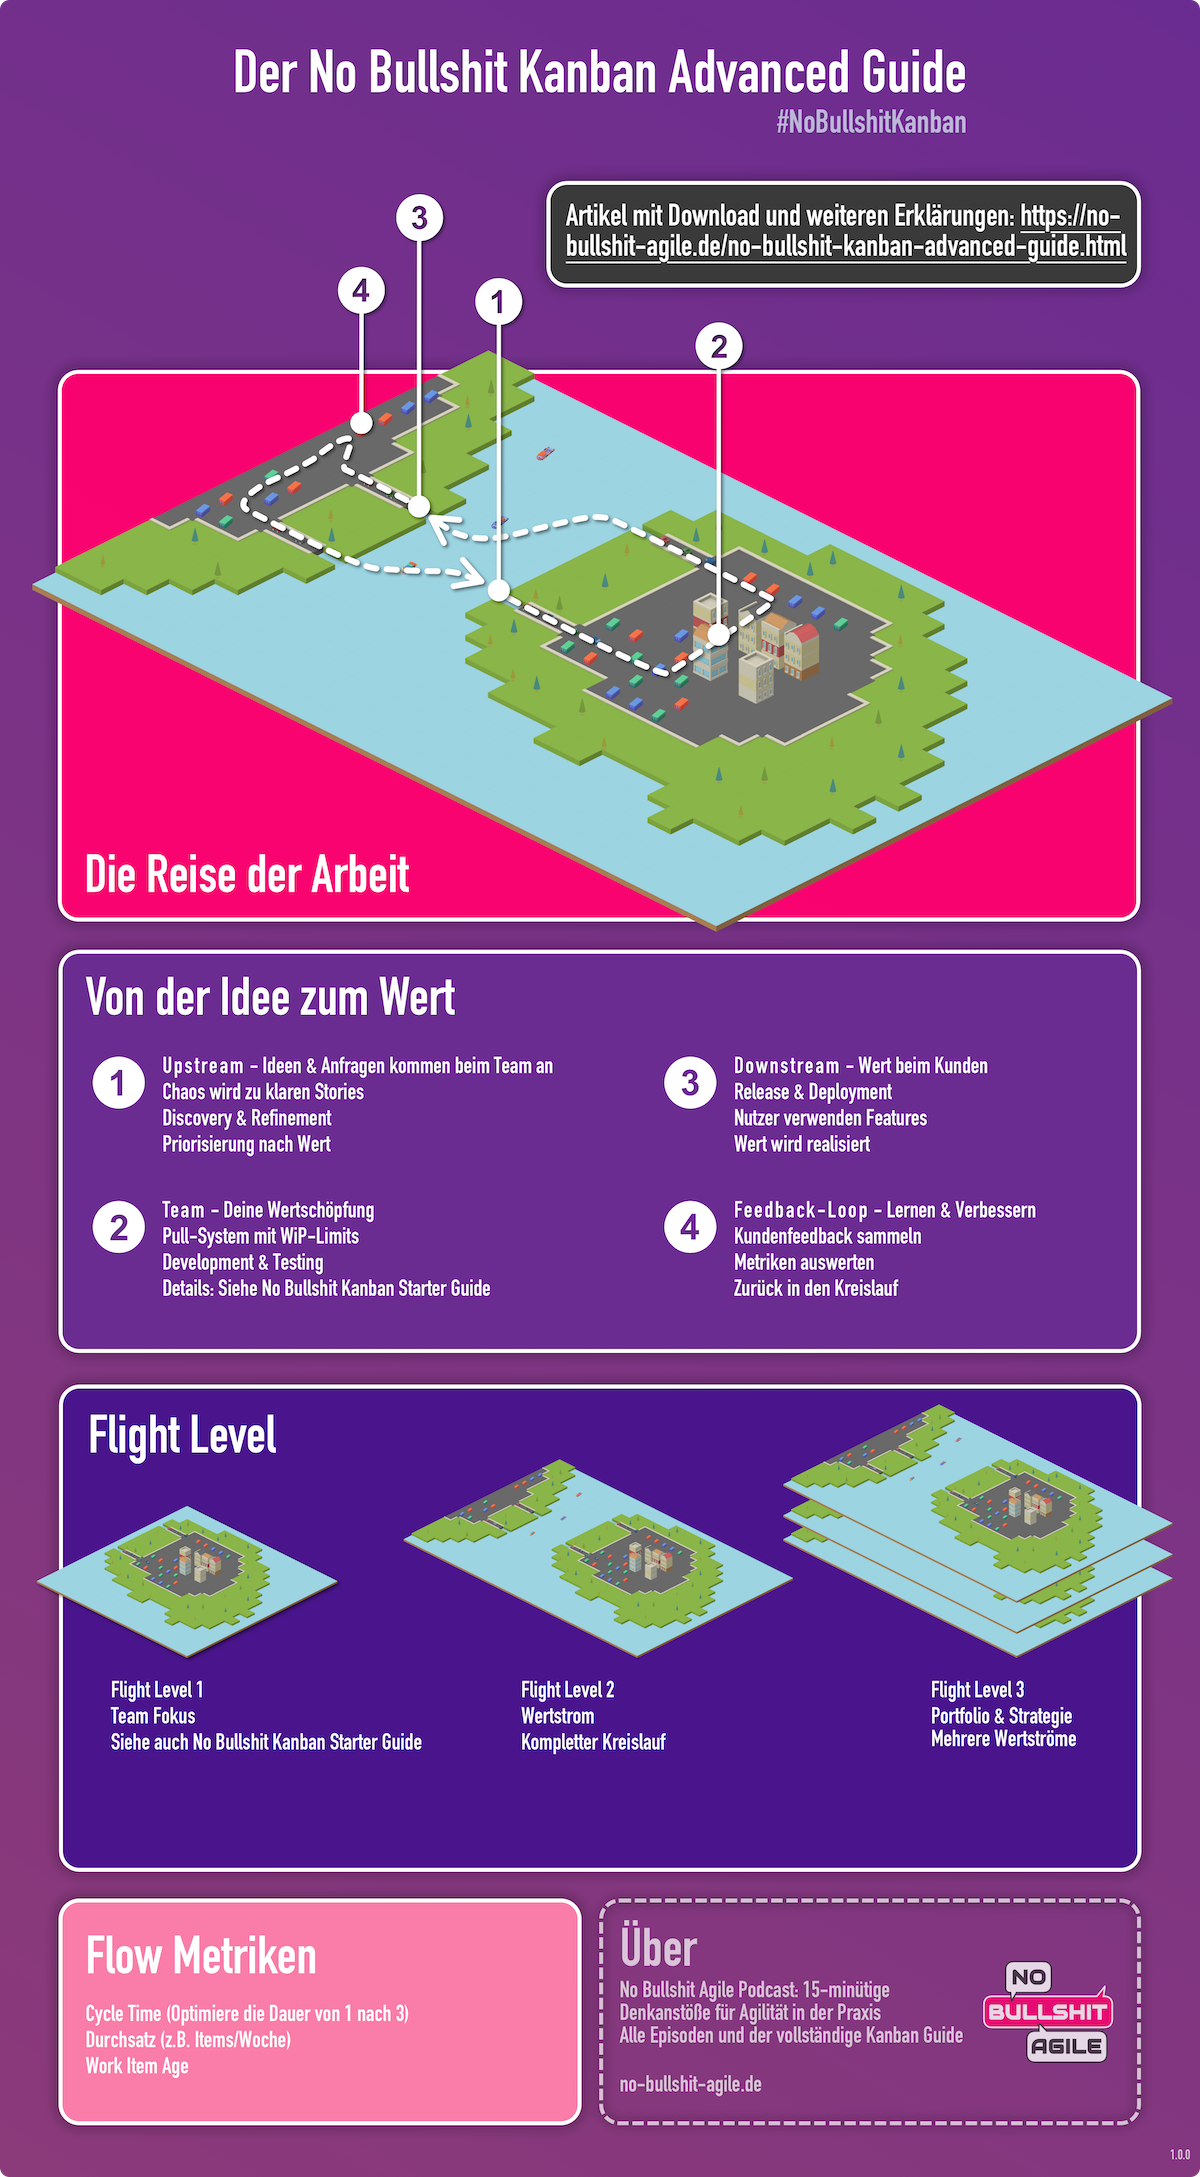 Der No Bullshit Kanban Advanced Guide
#NoBullshitKanban
Artikel mit Download und weiteren Erklärungen: https://no-
bullshit-agile.de/no-bullshit-kanban-advanced-guide.html
3
4
1
2
Die Reise der Arbeit
Von der Idee zum Wert
1
Upstream - Ideen & Anfragen kommen beim Team an
Chaos wird zu klaren Stories
Discovery & Refinement
Priorisierung nach Wert
2
Team - Deine Wertschöpfung
Pull-System mit WiP-Limits
Development & Testing
Details: Siehe No Bullshit Kanban Starter Guide
3
Downstream - Wert beim Kunden
Release & Deployment
Nutzer verwenden Features
Wert wird realisiert
4
Feedback-Loop - Lernen & Verbessern
Kundenfeedback sammeln
Metriken auswerten
Zurück in den Kreislauf
Flight Level
Flight Level 1
Team Fokus
Siehe auch No Bullshit Kanban Starter Guide
Flight Level 2
Wertstrom
Kompletter Kreislauf
Flight Level 3
Portfolio & Strategie
Mehrere Wertströme
Flow Metriken
Cycle Time (Optimiere die Dauer von 1 nach 3)
Durchsatz (z.B. Items/Woche)
Work Item Age
Über
No Bullshit Agile Podcast: 15-minütige
Denkanstöße für Agilität in der Praxis
Alle Episoden und der vollständige Kanban Guide
no-bullshit-agile.de
NO
BULLSHIT
AGILE
1.0.0